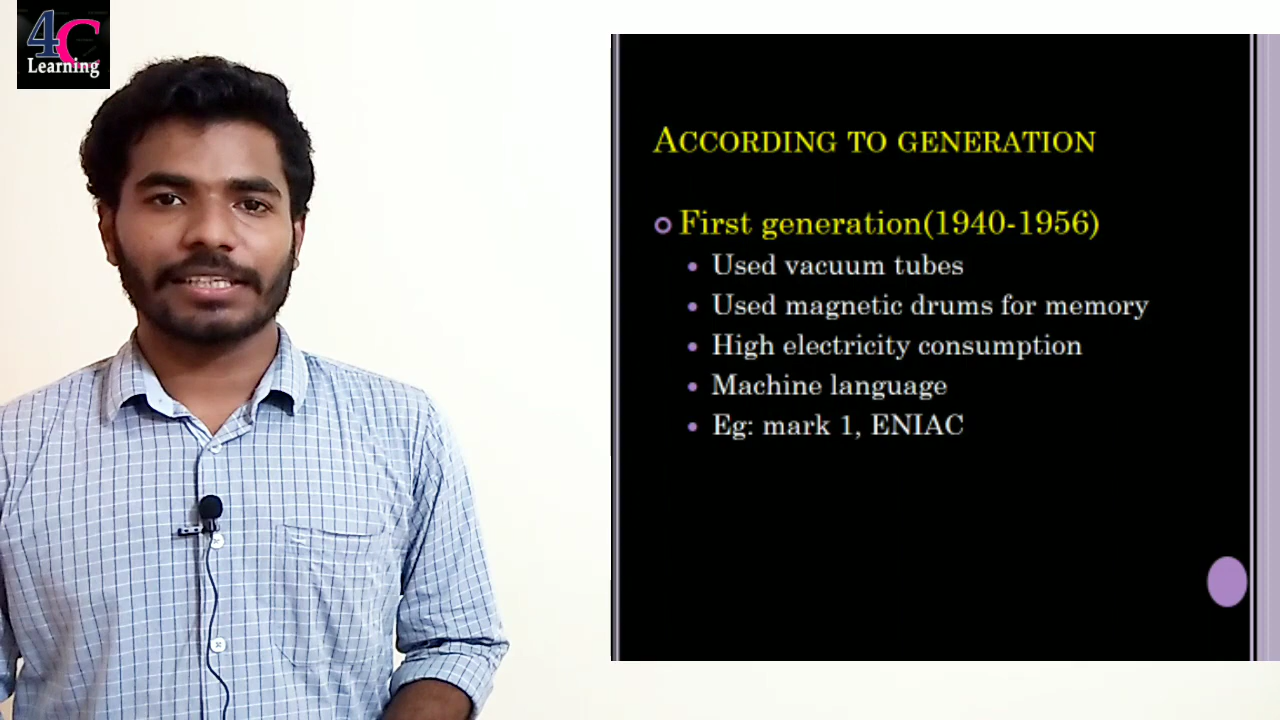 4C
Learning
ACCORDING TO GENERATION
First generation(1940-1956)
Used vacuum tubes
Used magnetic drums for memory
High electricity consumption
Machine language
Eg: mark 1, ENIAC